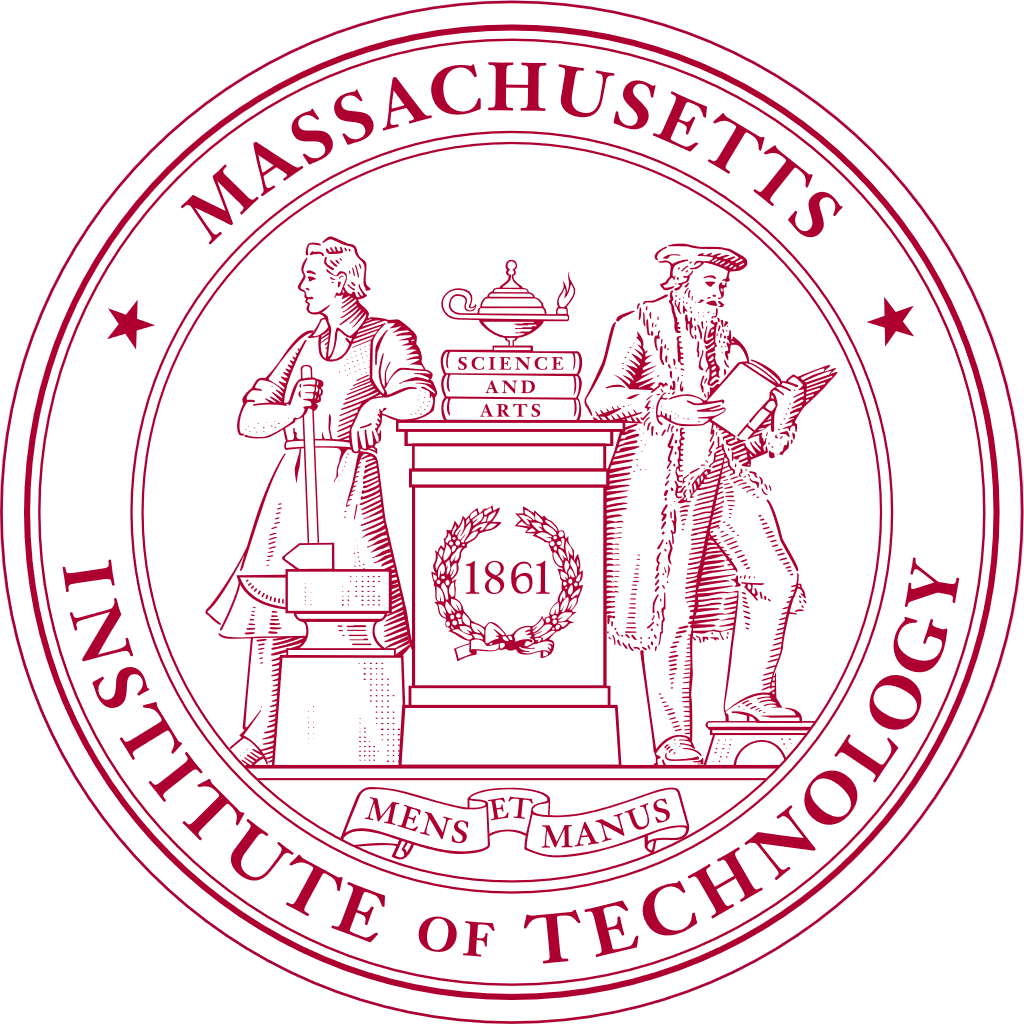 MASSACHUSETTS
SCIENCE
AND
ARTS
1861
MENS ET MANUS
INSTITUTE OF TECHNOLOGY